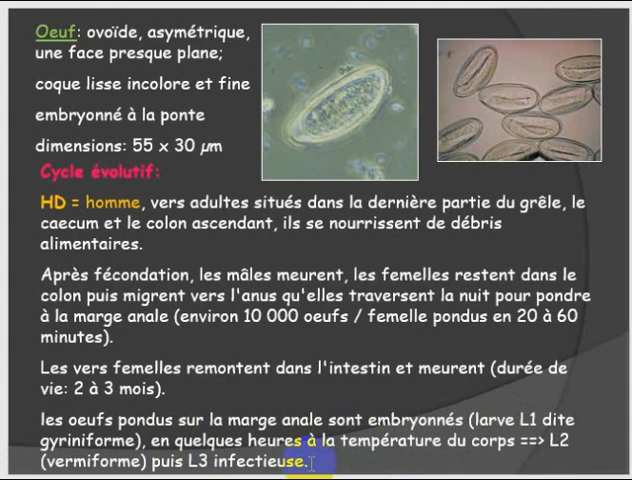 Oeuf: ovoïde, asymétrique,
une face presque plane;
coque lisse incolore et fine
embryonné à la ponte
dimensions: 55 x 30 µm
Cycle évolutif:
HD = homme, vers adultes situés dans la dernière partie du grêle, le
caecum et le colon ascendant, ils se nourrissent de débris
alimentaires.
Après fécondation, les mâles meurent, les femelles restent dans le
colon puis migrent vers l'anus qu'elles traversent la nuit pour pondre
à la marge anale (environ 10 000 oeufs / femelle pondus en 20 à 60
minutes).
Les vers femelles remontent dans l'intestin et meurent (durée de
vie: 2 à 3 mois).
les oeufs pondus sur la marge anale sont embryonnés (larve L1 dite
gyriniforme), en quelques heures à la température du corps ==> L2
(vermiforme) puis L3 infectieuse.